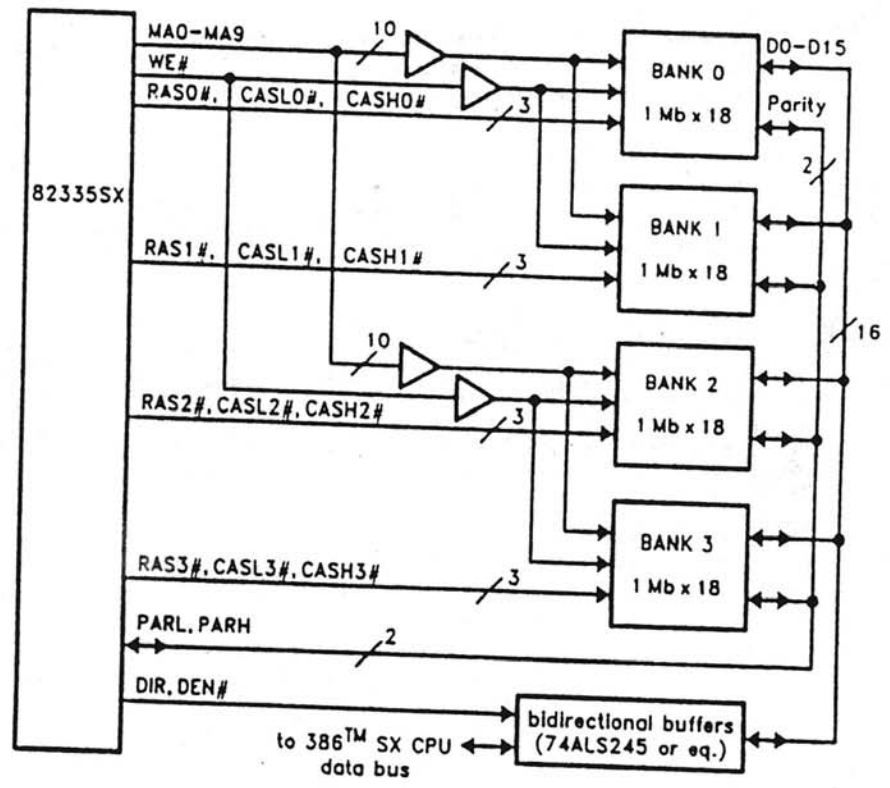 MA0-MA9
10
WE#
RAS0#, CASL0#, CASH0#
3
BANK 0
1 Mb x 18
D0-D15
Parity
2
82335SX
BANK 1
1 Mb x 18
RAS1#, CASL1#, CASH1#
3
16
10
BANK 2
1 Mb x 18
RAS2#, CASL2#, CASH2#
3
BANK 3
1 Mb x 18
RAS3#, CASL3#, CASH3#
3
PARL, PARH
2
DIR, DEN#
bidirectional buffers
(74ALS245 or eq.)
to 386™ SX CPU
data bus